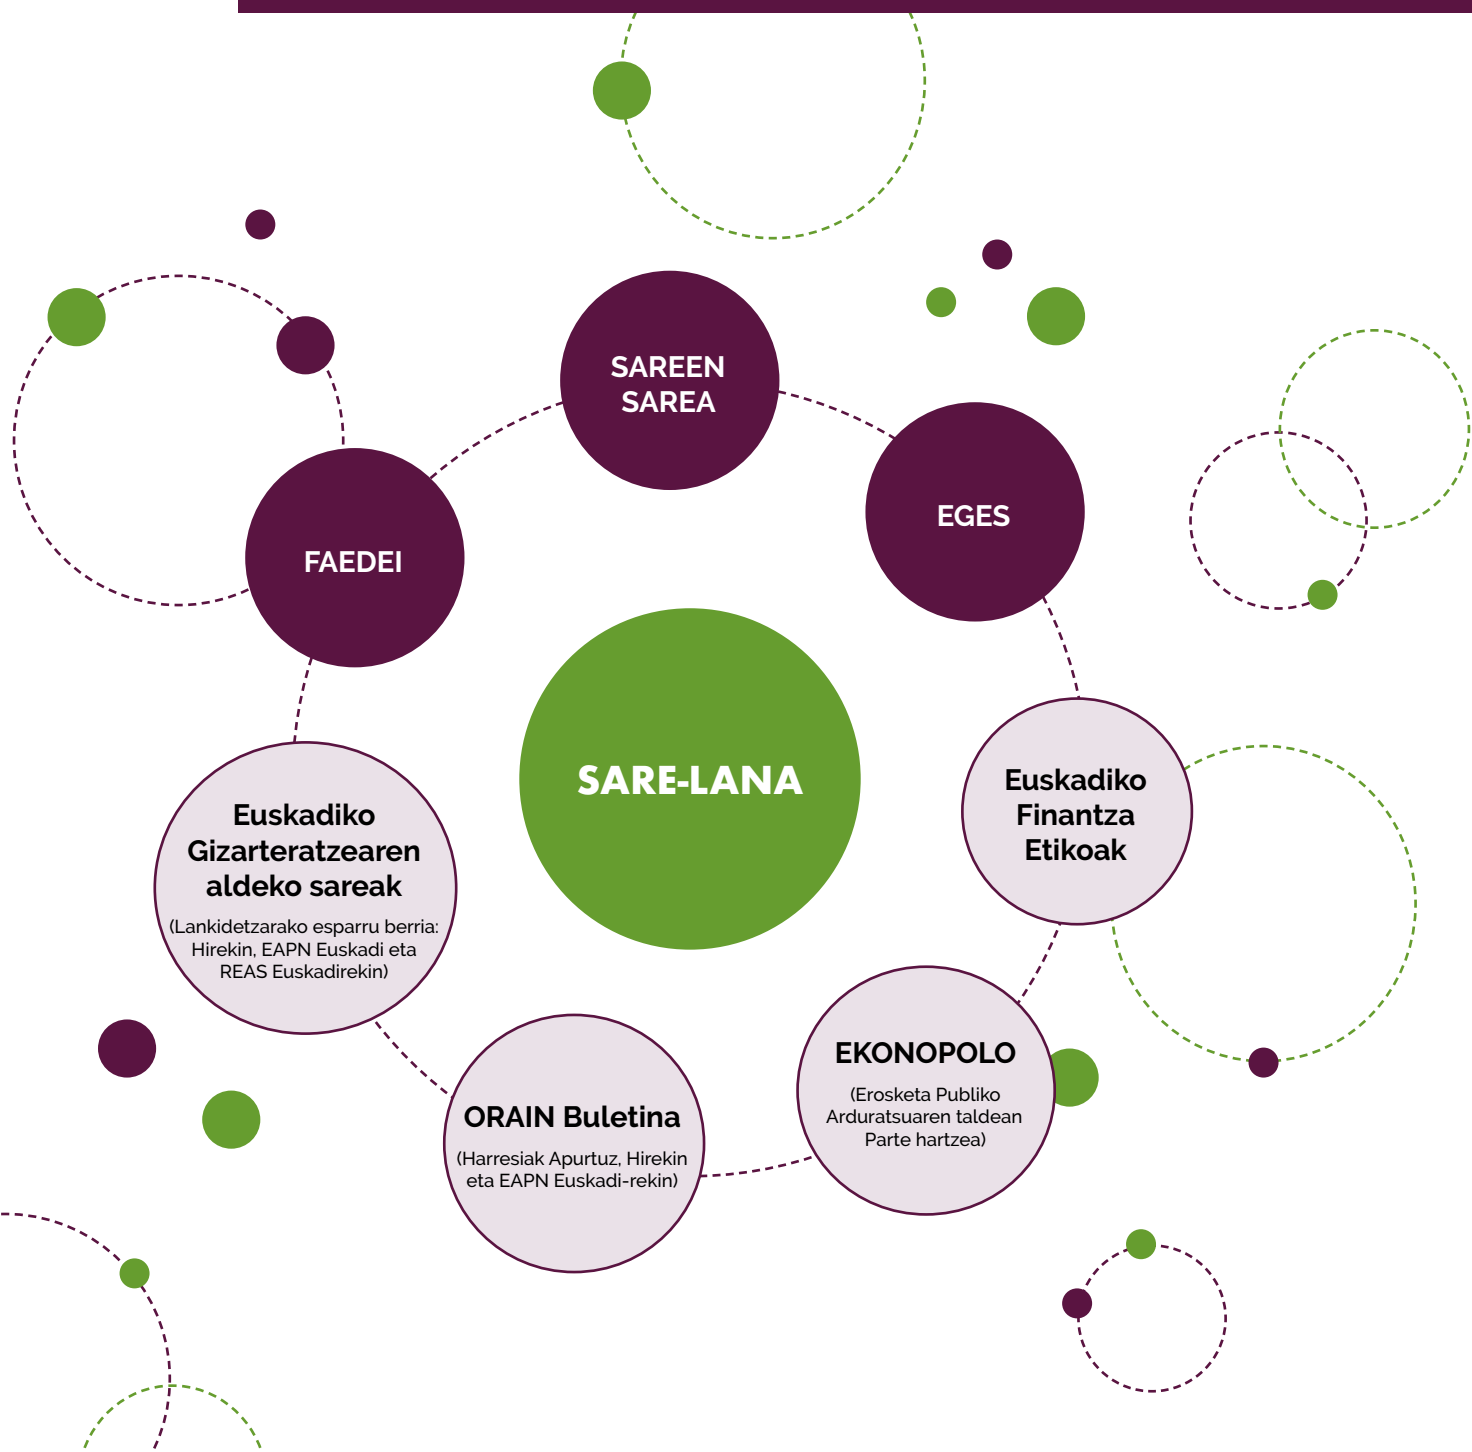 SAREEN
SAREA
EGES
FAEDEI
SARE-LANA
Euskadiko
Finantza
Etikoak
Euskadiko
Gizarteratzearen
aldeko sareak
(Lankidetzarako esparru berria:
Hirekin, EAPN Euskadi eta
REAS Euskadirekin)
EKONOPOLO
(Erosketa Publiko
Arduratsuaren taldean
Parte hartzea)
ORAIN Buletina
(Harresiak Apurtuz, Hirekin
eta EAPN Euskadi-rekin)